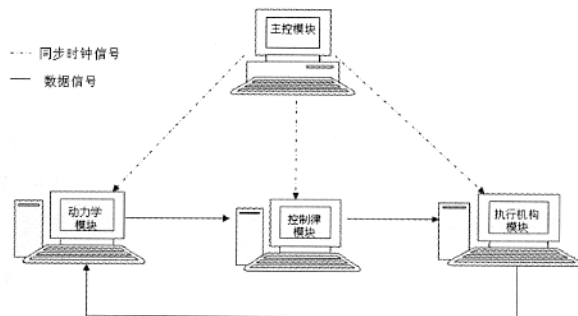 主控模块
同步时钟信号
数据信号
动力学
模块
控制律
模块
执行机构
模块